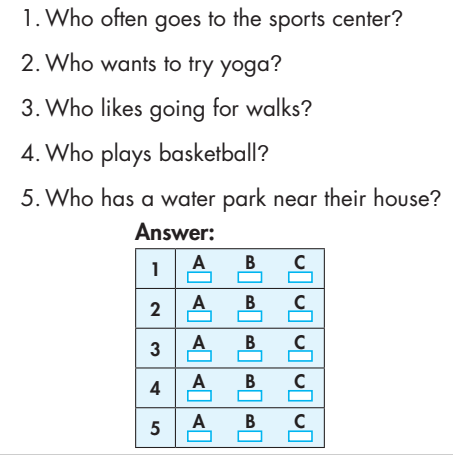 1. Who often goes to the sports center?
2. Who wants to try yoga?
3. Who likes going for walks?
4. Who plays basketball?
5. Who has a water park near their house?
Answer:
1 A B C
2 A B C
3 A B C
4 A B C
5 A B C